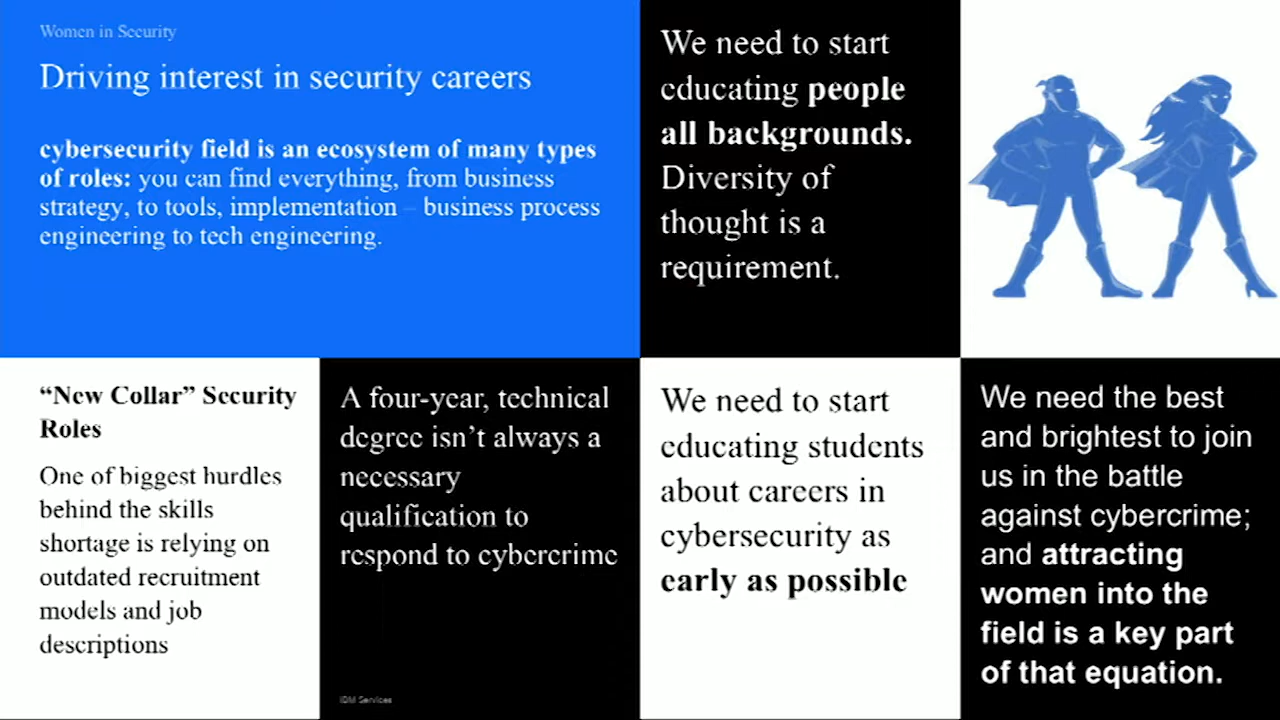 Women in Security
Driving interest in security careers
cybersecurity field is an ecosystem of many types
of roles: you can find everything, from business
strategy, to tools, implementation – business process
engineering to tech engineering.
We need to start
educating people
all backgrounds.
Diversity of
thought is a
requirement.
“New Collar” Security
Roles
One of biggest hurdles
behind the skills
shortage is relying on
outdated recruitment
models and job
descriptions
A four-year, technical
degree isn’t always a
necessary
qualification to
respond to cybercrime
IBM Services
We need to start
educating students
about careers in
cybersecurity as
early as possible
We need the best
and brightest to join
us in the battle
against cybercrime;
and attracting
women into the
field is a key part
of that equation.